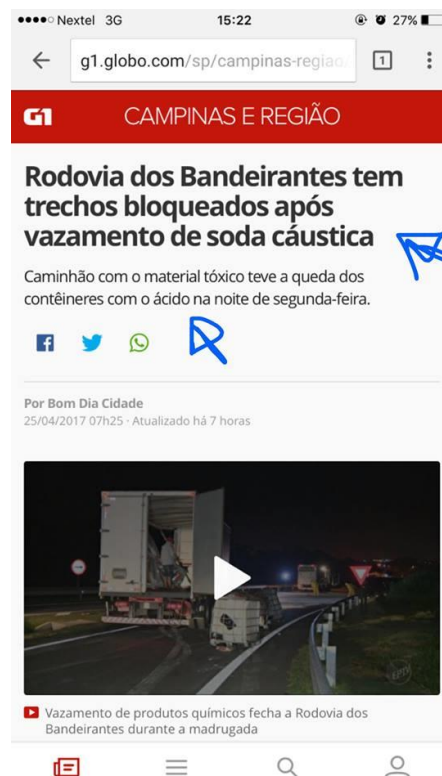 Nextel 3G 15:22 27%
g1.globo.com/sp/campinas-regiao 1
G1 CAMPINAS E REGIÃO
Rodovia dos Bandeirantes tem
trechos bloqueados após
vazamento de soda cáustica
Caminhão com o material tóxico teve a queda dos
contêineres com o ácido na noite de segunda-feira.
Por Bom Dia Cidade
25/04/2017 07h25 · Atualizado há 7 horas
EPTV
Vazamento de produtos químicos fecha a Rodovia dos
Bandeirantes durante a madrugada